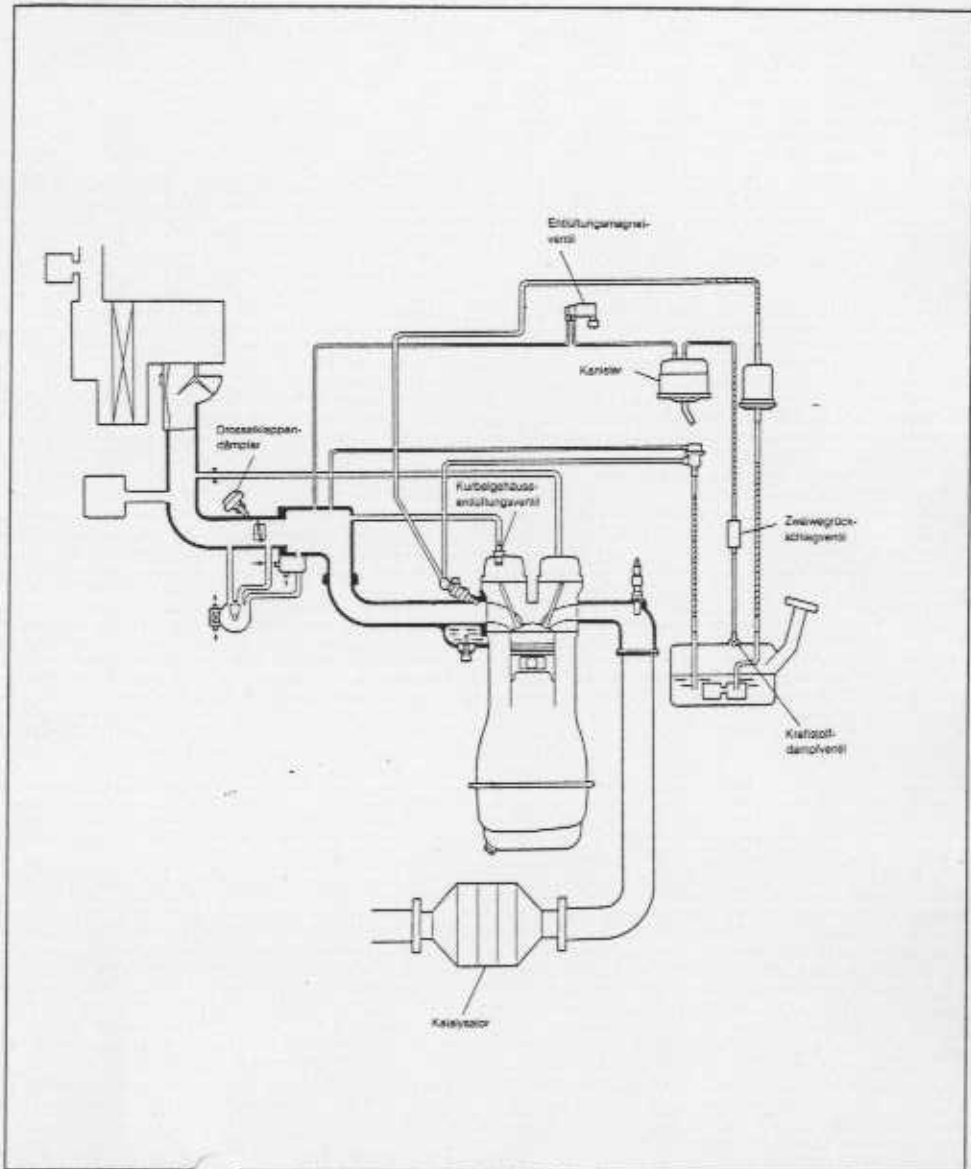 Entlüftungsmagnet-
ventil
Kanister
Drosselklappen-
dämpfer
Kurbelgehäuse-
entlüftungsventil
Zweiwegrück-
schlagventil
Kraftstoff-
dampfventil
Katalysator